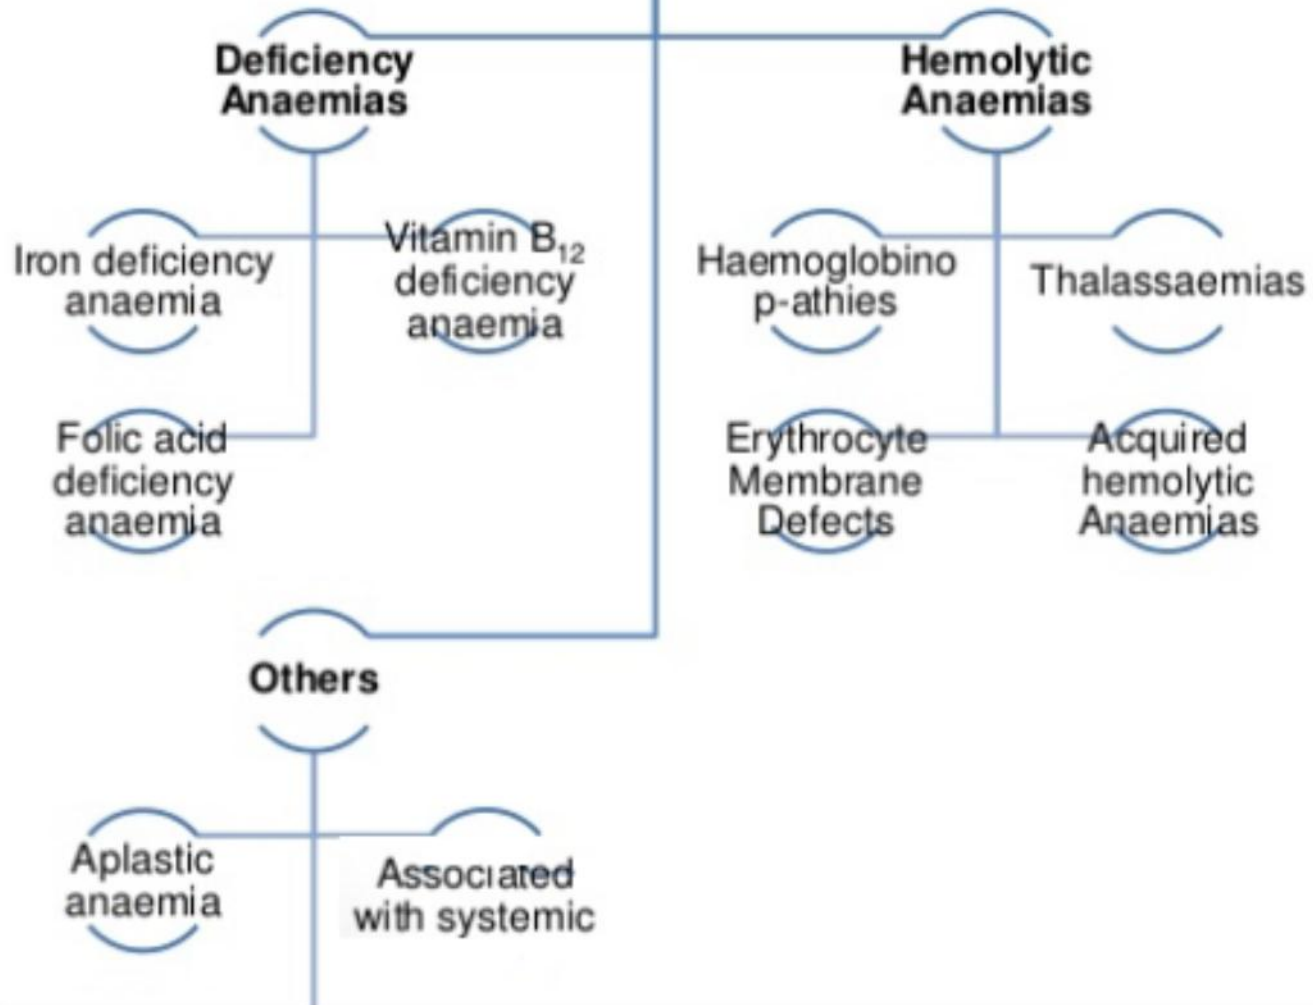 Deficiency
Anaemias
Hemolytic
Anaemias
Iron deficiency
anaemia
Vitamin B₁₂
deficiency
anaemia
Haemoglobino
p-athies
Thalassaemias
Folic acid
deficiency
anaemia
Erythrocyte
Membrane
Defects
Acquired
hemolytic
Anaemias
Others
Aplastic
anaemia
Associated
with systemic